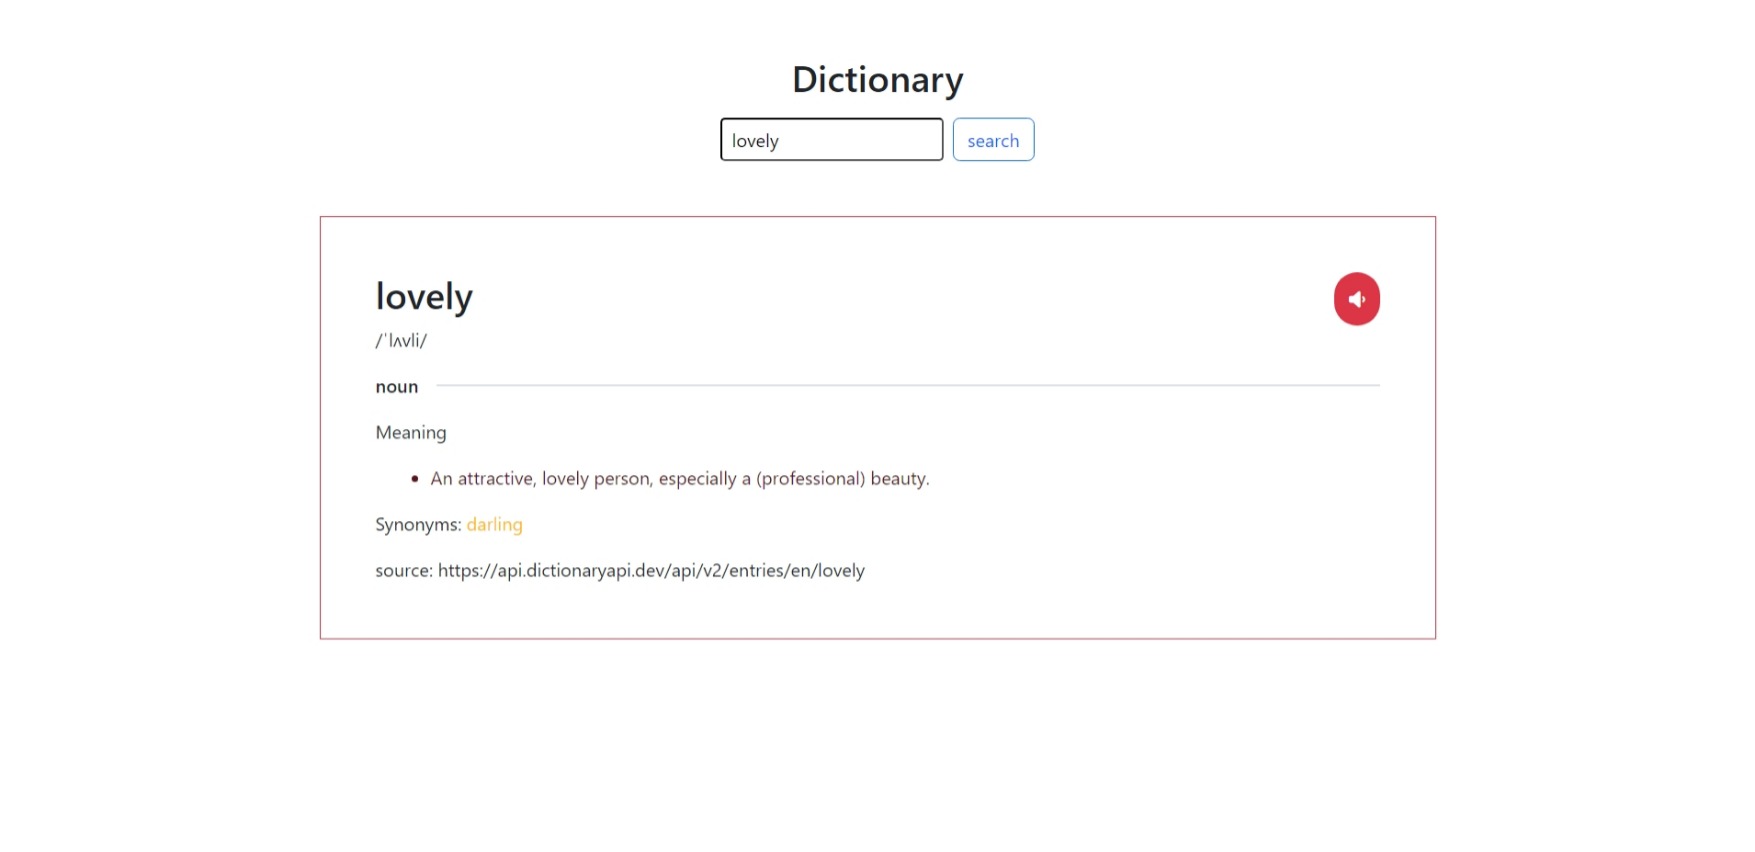 Dictionary
lovely
search
lovely
/ˈlʌvli/
noun
Meaning
An attractive, lovely person, especially a (professional) beauty.
Synonyms: darling
source: https://api.dictionaryapi.dev/api/v2/entries/en/lovely